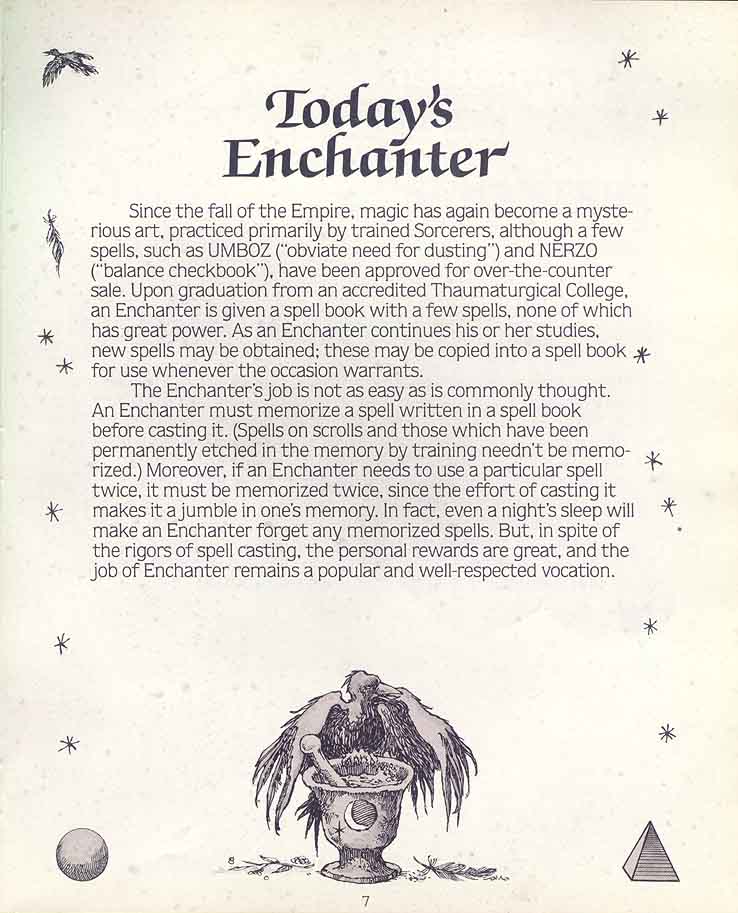 Today's
Enchanter
Since the fall of the Empire, magic has again become a myste-
rious art, practiced primarily by trained Sorcerers, although a few
spells, such as UMBOZ (“obviate need for dusting”) and NERZO
(“balance checkbook”), have been approved for over-the-counter
sale. Upon graduation from an accredited Thaumaturgical College,
an Enchanter is given a spell book with a few spells, none of which
has great power. As an Enchanter continues his or her studies,
new spells may be obtained; these may be copied into a spell book
for use whenever the occasion warrants.
The Enchanter's job is not as easy as is commonly thought.
An Enchanter must memorize a spell written in a spell book
before casting it. (Spells on scrolls and those which have been
permanently etched in the memory by training needn't be memo-
rized.) Moreover, if an Enchanter needs to use a particular spell
twice, it must be memorized twice, since the effort of casting it
makes it a jumble in one's memory. In fact, even a night's sleep will
make an Enchanter forget any memorized spells. But, in spite of
the rigors of spell casting, the personal rewards are great, and the
job of Enchanter remains a popular and well-respected vocation.
7